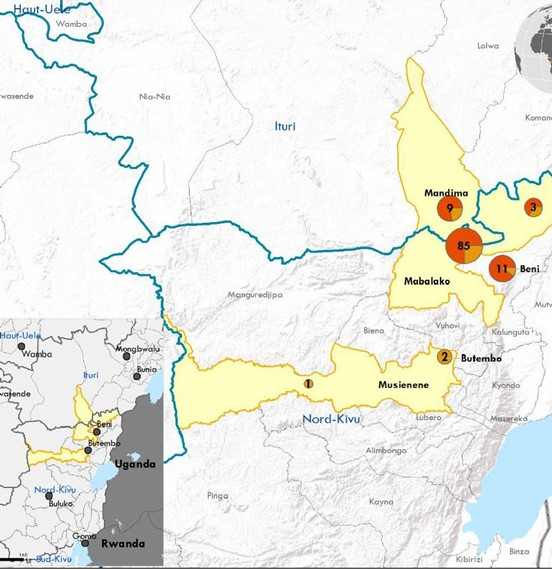 Haut-Uele
Wamba
Lolwa
wasende
Nia-Nia
Ituri
Mandima
9
3
85
11
Beni
Mabalako
Manguredjipa
Biena
Vuhovi
Kalunguta
2
Butembo
1
Musienene
Kyondo
Lubero
Masereka
Nord-Kivu
Alimbongo
Pinga
Kayna
Kibirizi
Binza
Haut-Uele
Wamba
Mongbwalu
Bunia
Ituri
wasende
Beni
Butembo
Uganda
Nord-Kivu
Buluko
Goma
Rwanda
Sud-Kivu